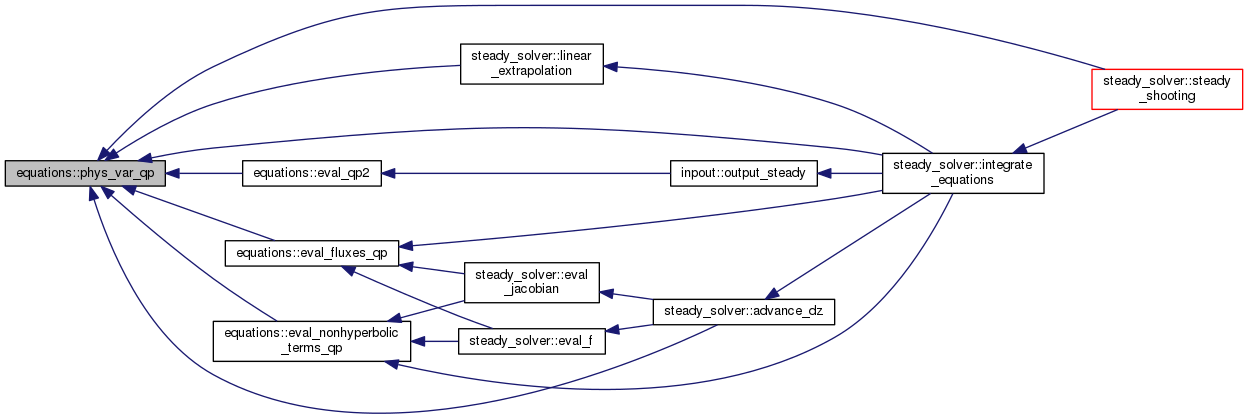 steady_solver::linear
_extrapolation
steady_solver::steady
_shooting
equations::phys_var_qp
equations::eval_qp2
inpout::output_steady
steady_solver::integrate
_equations
equations::eval_fluxes_qp
steady_solver::eval
_jacobian
steady_solver::advance_dz
equations::eval_nonhyperbolic
_terms_qp
steady_solver::eval_f